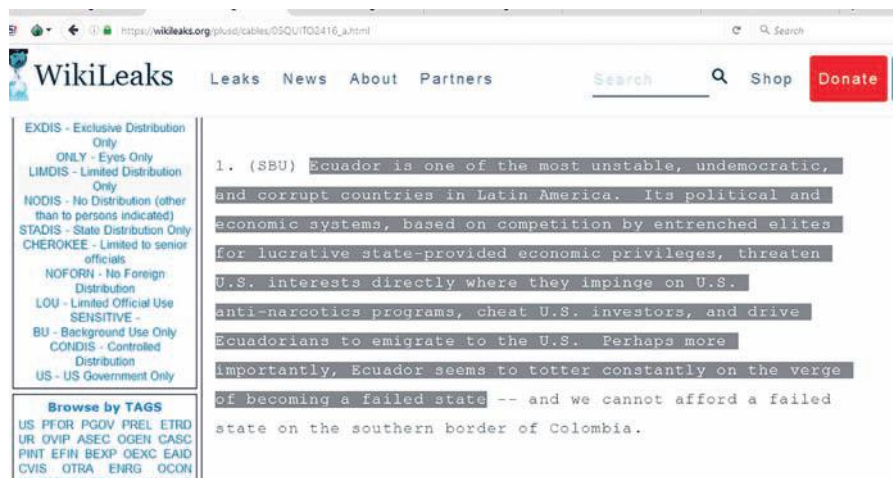 https://wikileaks.org/plusd/cables/05QUITO2416_a.html
Search
WikiLeaks
Leaks News About Partners
Search
Shop
Donate
EXDIS - Exclusive Distribution
Only
ONLY - Eyes Only
LIMDIS - Limited Distribution
Only
NODIS - No Distribution (other
than to persons indicated)
STADIS - State Distribution Only
CHEROKEE - Limited to senior
officials
NOFORN - No Foreign
Distribution
LOU - Limited Official Use
SENSITIVE -
BU - Background Use Only
CONDIS - Controlled
Distribution
US - US Government Only
Browse by TAGS
US PFOR PGOV PREL ETRD
UR OVIP ASEC OGEN CASC
PINT EFIN BEXP OEXC EAID
CVIS OTRA ENRG OCON
1. (SBU) Ecuador is one of the most unstable, undemocratic,
and corrupt countries in Latin America. Its political and
economic systems, based on competition by entrenched elites
for lucrative state-provided economic privileges, threaten
U.S. interests directly where they impinge on U.S.
anti-narcotics programs, cheat U.S. investors, and drive
Ecuadorians to emigrate to the U.S. Perhaps more
importantly, Ecuador seems to totter constantly on the verge
of becoming a failed state -- and we cannot afford a failed
state on the southern border of Colombia.